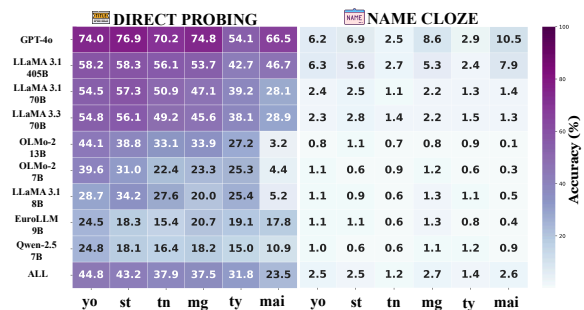 DIRECT PROBING
NAME NAME CLOZE
GPT-4o 74.0 76.9 70.2 74.8 54.1 66.5 6.2 6.9 2.5 8.6 2.9 10.5
LLaMA 3.1 405B 58.2 58.3 56.1 53.7 42.7 46.7 6.3 5.6 2.7 5.3 2.4 7.9
LLaMA 3.1 70B 54.5 57.3 50.9 47.1 39.2 28.1 2.4 2.5 1.1 2.2 1.3 1.4
LLaMA 3.3 70B 54.8 56.1 49.2 45.6 38.1 28.9 2.3 2.8 1.4 2.2 1.5 1.3
OLMo-2 13B 44.1 38.8 33.1 33.9 27.2 3.2 0.8 1.1 0.7 0.8 0.9 0.1
OLMo-2 7B 39.6 31.0 22.4 23.3 25.3 4.4 1.1 0.6 0.9 1.2 0.6 0.3
LLaMA 3.1 8B 28.7 34.2 27.6 20.0 25.4 5.2 1.1 0.9 0.6 1.3 1.1 0.5
EuroLLM 9B 24.5 18.3 15.4 20.7 19.1 17.8 1.1 1.1 0.6 1.3 0.8 0.4
Qwen-2.5 7B 24.8 18.1 16.4 18.2 15.0 10.9 1.0 0.6 0.6 1.1 1.2 0.9
ALL 44.8 43.2 37.9 37.5 31.8 23.5 2.5 2.5 1.2 2.7 1.4 2.6
yo st tn mg ty mai yo st tn mg ty mai
100
80
60
40
20
Accuracy (%)